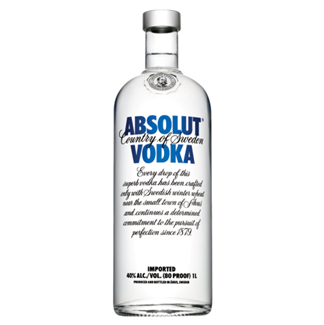 ABSOLUT
Country of Sweden
VODKA
Every drop of this
superb vodka has been crafted
only with Swedish winter wheat
near the small town of Åhus
and continues a determined
commitment to the pursuit of
perfection since 1879.
IMPORTED
40% ALC./VOL. (80 PROOF) 1L
PRODUCED AND BOTTLED IN ÅHUS, SWEDEN